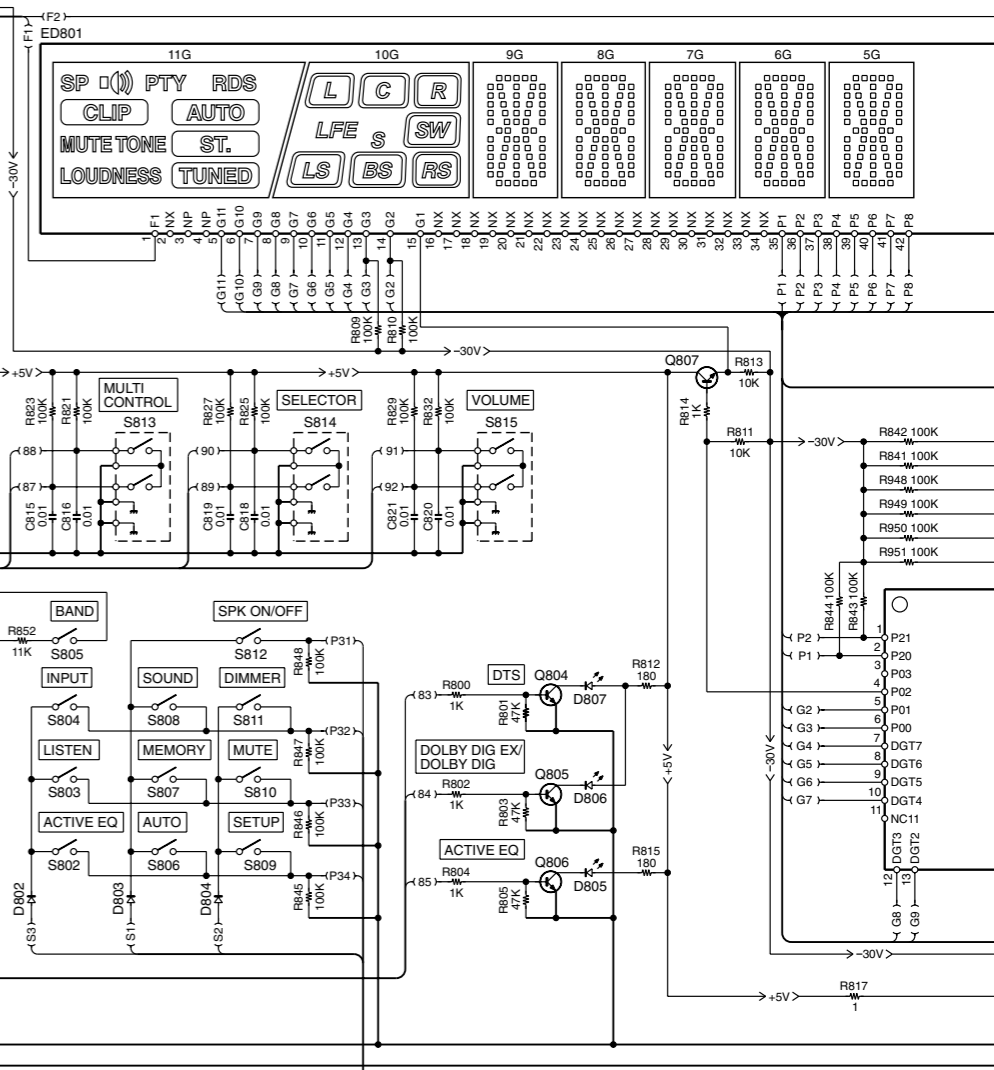 F2
F1
ED801
11G 10G 9G 8G 7G 6G 5G
SP PTY RDS
CLIP AUTO
MUTE TONE ST.
LOUDNESS TUNED
L C R
LFE S SW
LS BS RS
-30V
F1 NX NP NP G11 G10 G9 G8 G7 G6 G5 G4 G3 G2 G1 NX NX NX NX NX NX NX NX NX NX NX NX NX NX NX NX NX NX NX P1 P2 P3 P4 P5 P6 P7 P8
1 2 3 4 5 6 7 8 9 10 11 12 13 14 15 16 17 18 19 20 21 22 23 24 25 26 27 28 29 30 31 32 33 34 35 36 37 38 39 40 41 42
G11 G10 G9 G8 G7 G6 G5 G4 G3 G2
P1 P2 P3 P4 P5 P6 P7 P8
R809 100K
R810 100K
-30V
+5V +5V
Q807
R813
10K
R814 1K
R811
10K
-30V
MULTI
CONTROL
S813
R823 100K
R821 100K
88
87
C815 0.01
C816 0.01
SELECTOR
S814
R827 100K
R825 100K
90
89
C819 0.01
C818 0.01
VOLUME
S815
R829 100K
R832 100K
91
92
C821 0.01
C820 0.01
R842 100K
R841 100K
R948 100K
R949 100K
R950 100K
R951 100K
R844 100K
R843 100K
BAND
R852
11K
S805
SPK ON/OFF
S812
P31
R848 100K
INPUT SOUND DIMMER
S804 S808 S811
P32
R847 100K
LISTEN MEMORY MUTE
S803 S807 S810
P33
R846 100K
ACTIVE EQ AUTO SETUP
S802 S806 S809
P34
R845 100K
D802 D803 D804
S3 S1 S2
DTS
83
R800
1K
R801 47K
Q804
D807
R812
180
DOLBY DIG EX/
DOLBY DIG
84
R802
1K
R803 47K
Q805
D806
ACTIVE EQ
85
R804
1K
R805 47K
Q806
D805
R815
180
+5V
-30V
P2 1 P21
P1 2 P20
3 P03
4 P02
G2 5 P01
G3 6 P00
G4 7 DGT7
G5 8 DGT6
G6 9 DGT5
G7 10 DGT4
11 NC11
12 DGT3
13 DGT2
G8 G9
-30V
+5V
R817
1